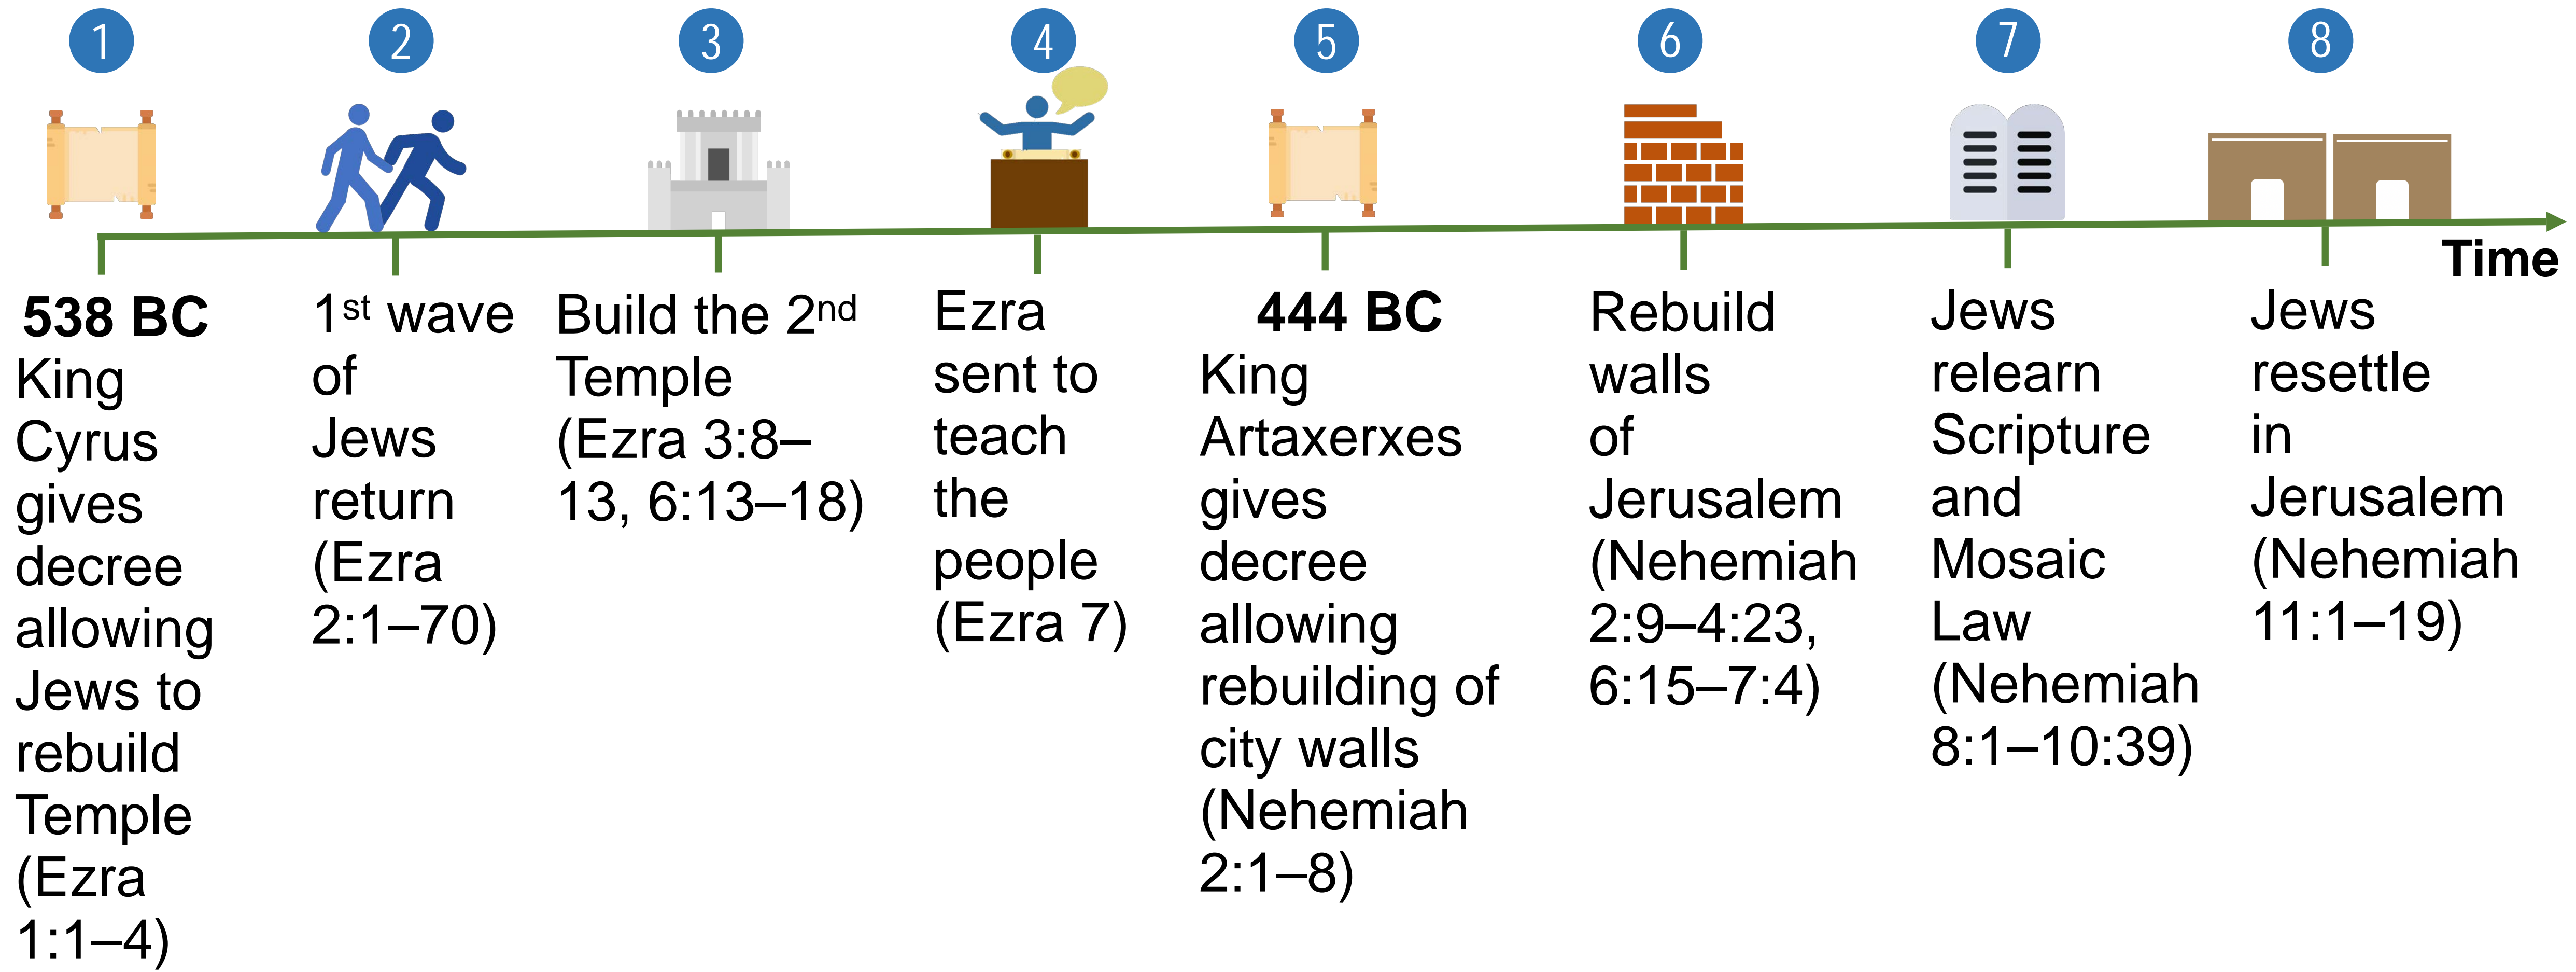 1
2
3
4
5
6
7
8
Time
538 BC
King
Cyrus
gives
decree
allowing
Jews to
rebuild
Temple
(Ezra
1:1–4)
1st wave
of
Jews
return
(Ezra
2:1–70)
Build the 2nd
Temple
(Ezra 3:8–
13, 6:13–18)
Ezra
sent to
teach
the
people
(Ezra 7)
444 BC
King
Artaxerxes
gives
decree
allowing
rebuilding of
city walls
(Nehemiah
2:1–8)
Rebuild
walls
of
Jerusalem
(Nehemiah
2:9–4:23,
6:15–7:4)
Jews
relearn
Scripture
and
Mosaic
Law
(Nehemiah
8:1–10:39)
Jews
resettle
in
Jerusalem
(Nehemiah
11:1–19)